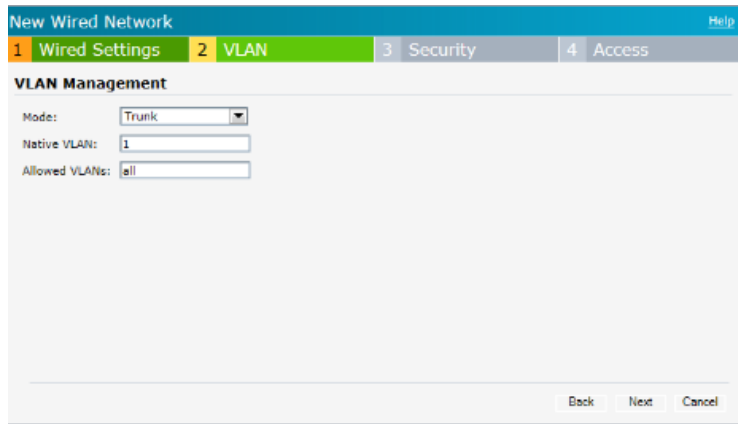 New Wired Network Help
1 Wired Settings 2 VLAN 3 Security 4 Access
VLAN Management
Mode: Trunk
Native VLAN: 1
Allowed VLANs: all
Back Next Cancel